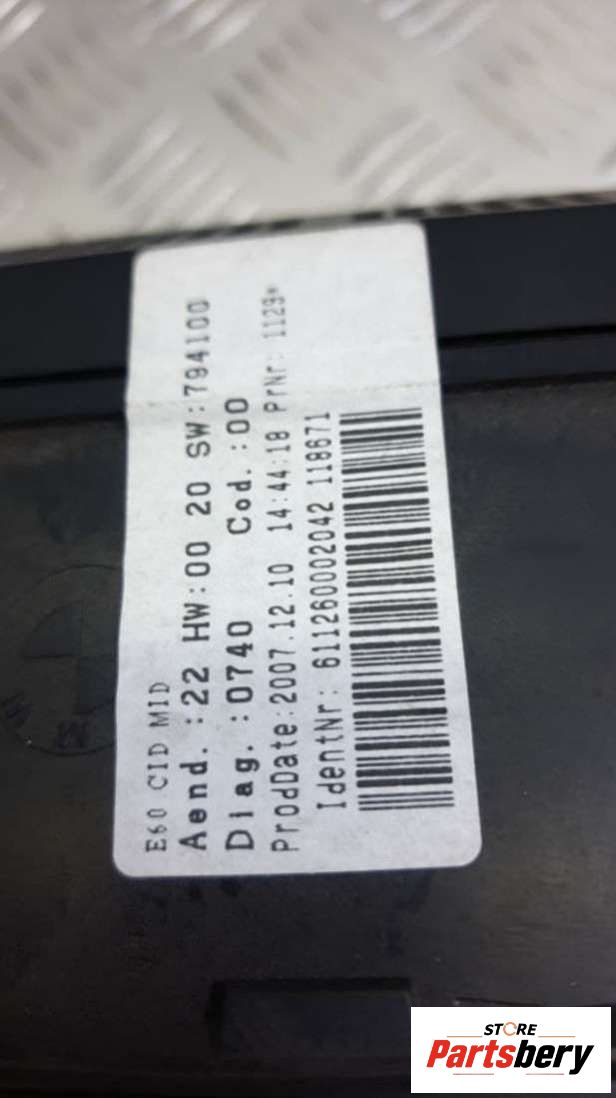 E60 CID MID
Aend.:22 HW:00 20 SW:794100
Diag.:0740 Cod.:00
ProdDate:2007.12.10 14:44:18 PrNr: 1129*
IdentNr: 611260002042 118671
STORE
Partsbery